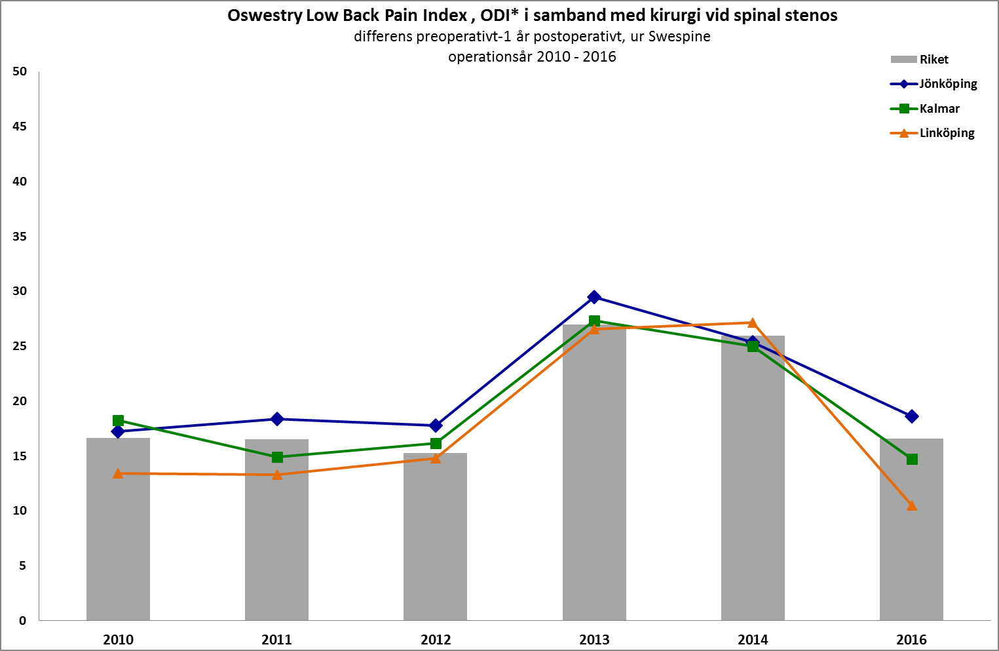 Oswestry Low Back Pain Index , ODI* i samband med kirurgi vid spinal stenos
differens preoperativt-1 år postoperativt, ur Swespine
operationsår 2010 - 2016
Riket
Jönköping
Kalmar
Linköping
50
45
40
35
30
25
20
15
10
5
0
2010 2011 2012 2013 2014 2016